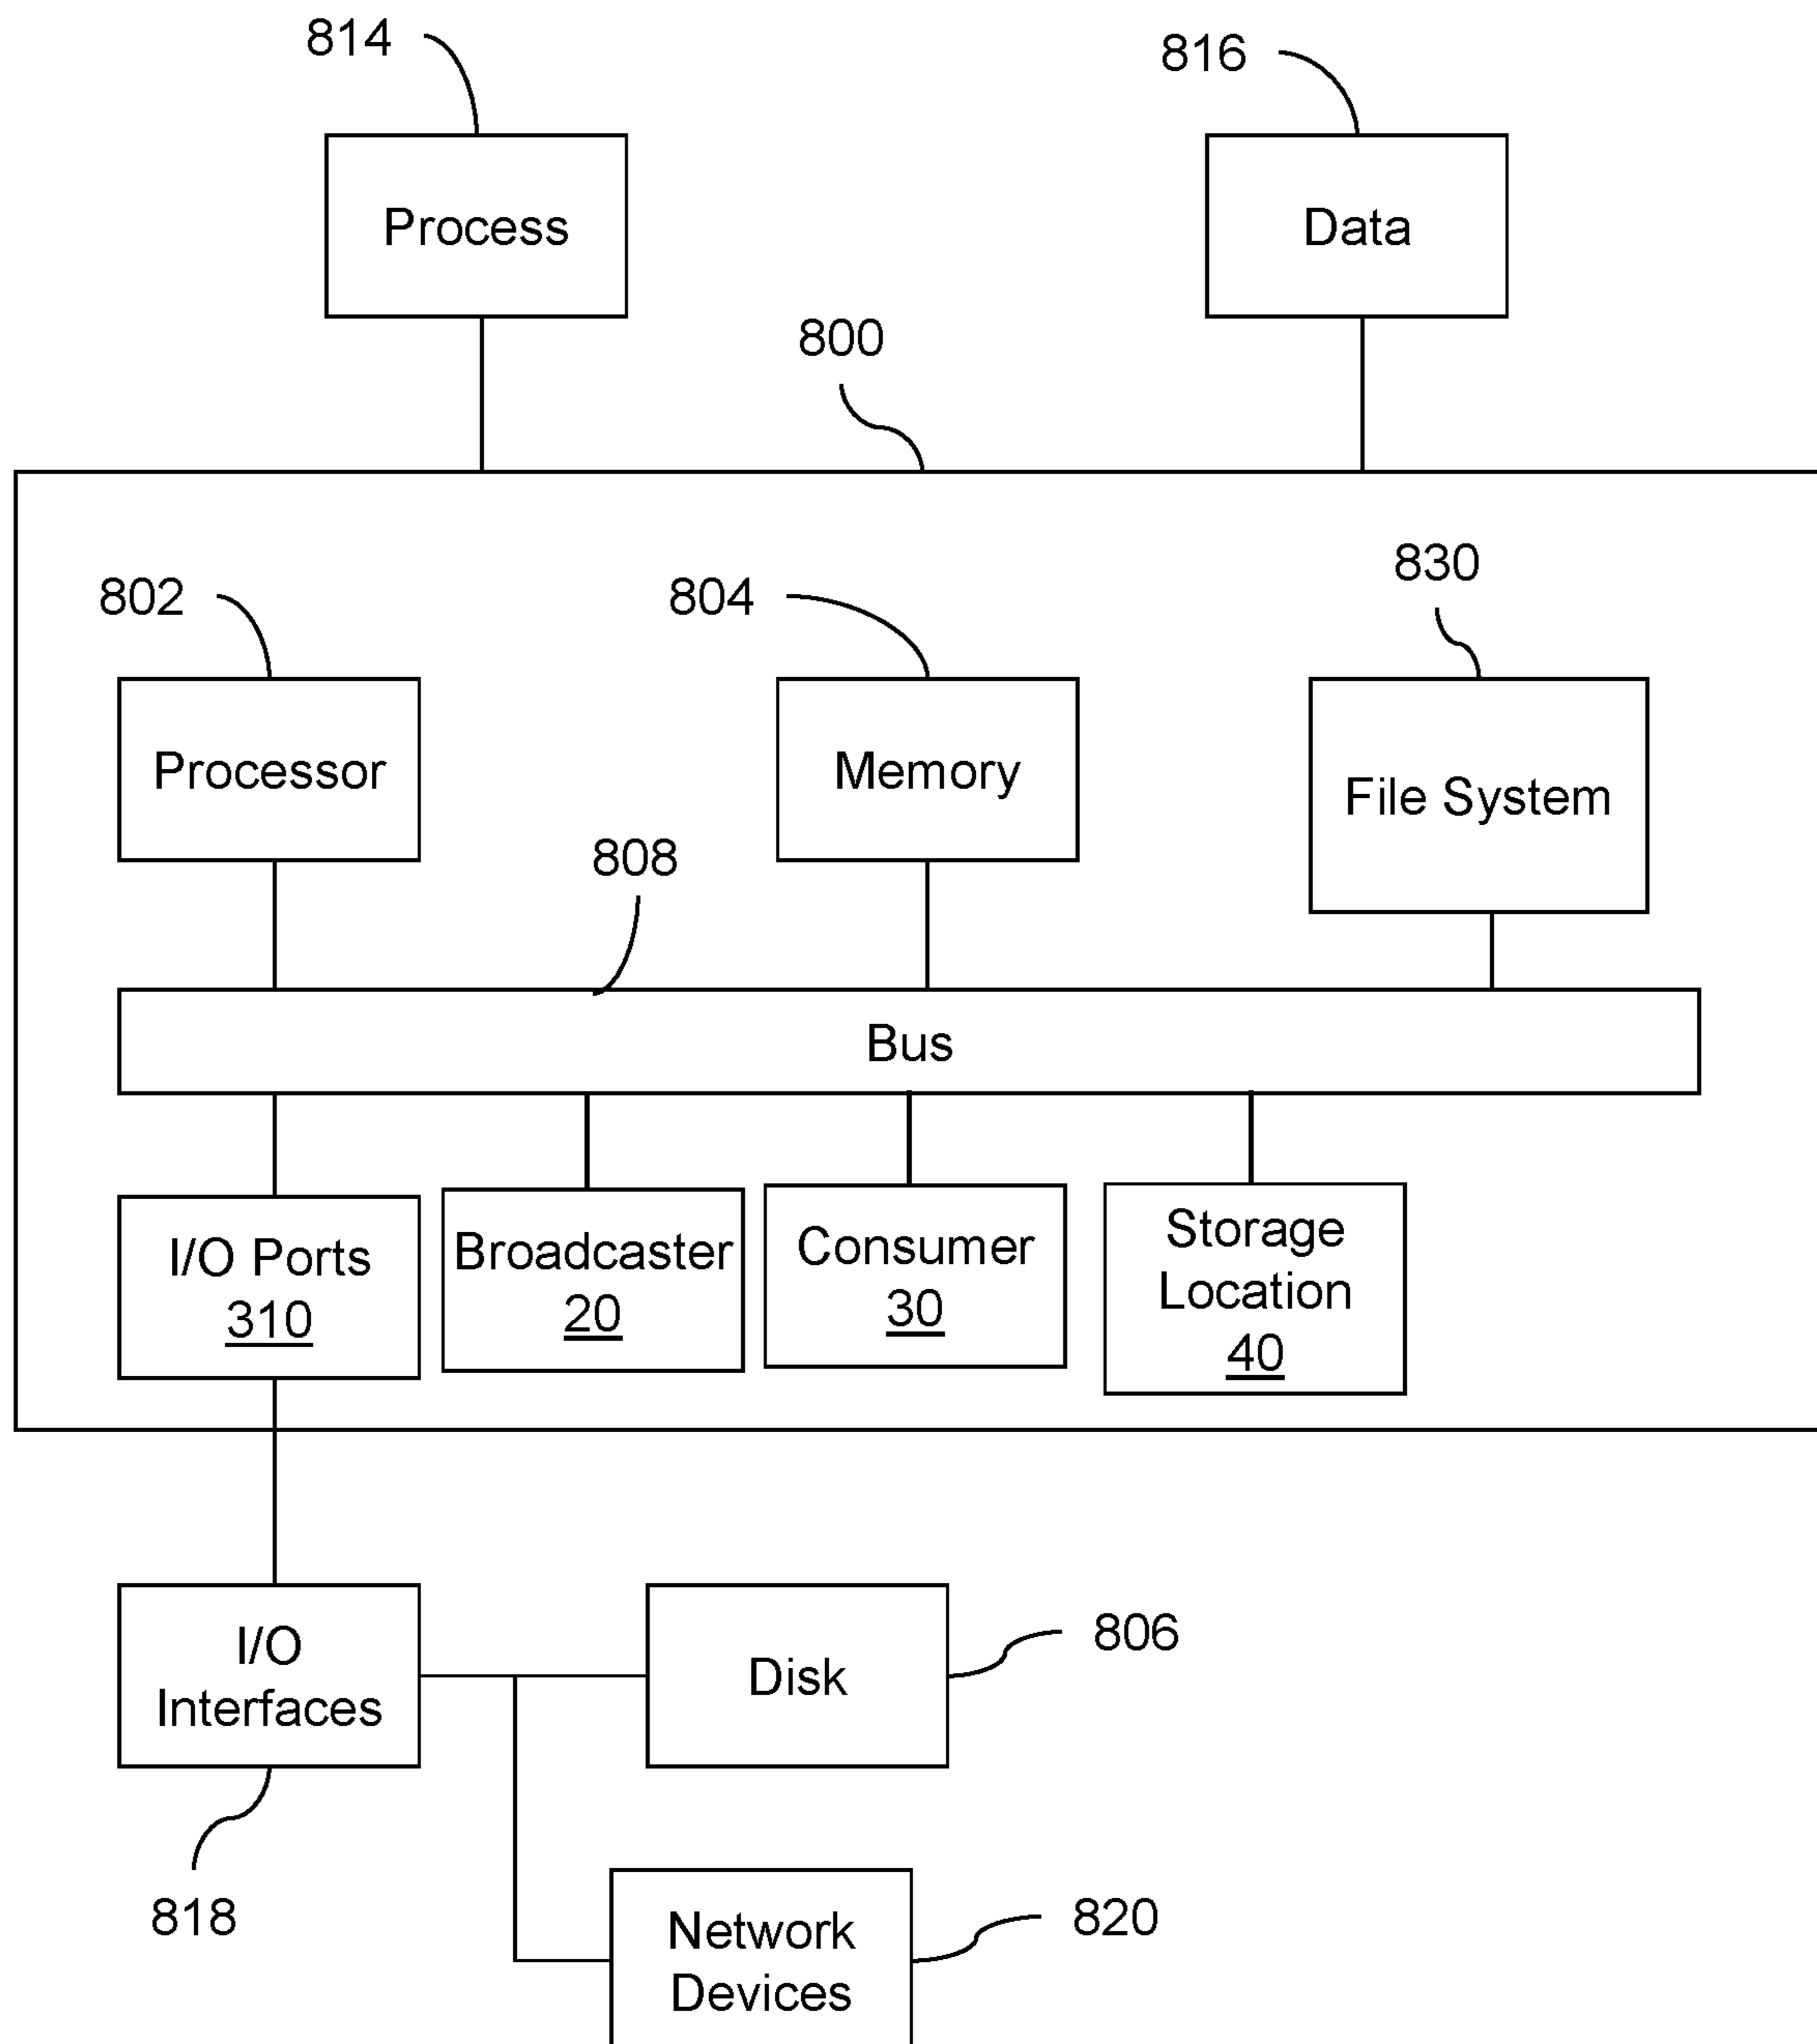 814
816
Process
Data
800
802
804
830
Processor
Memory
File System
808
Bus
I/O Ports
310
Broadcaster
20
Consumer
30
Storage
Location
40
I/O
Interfaces
Disk
806
818
Network
Devices
820